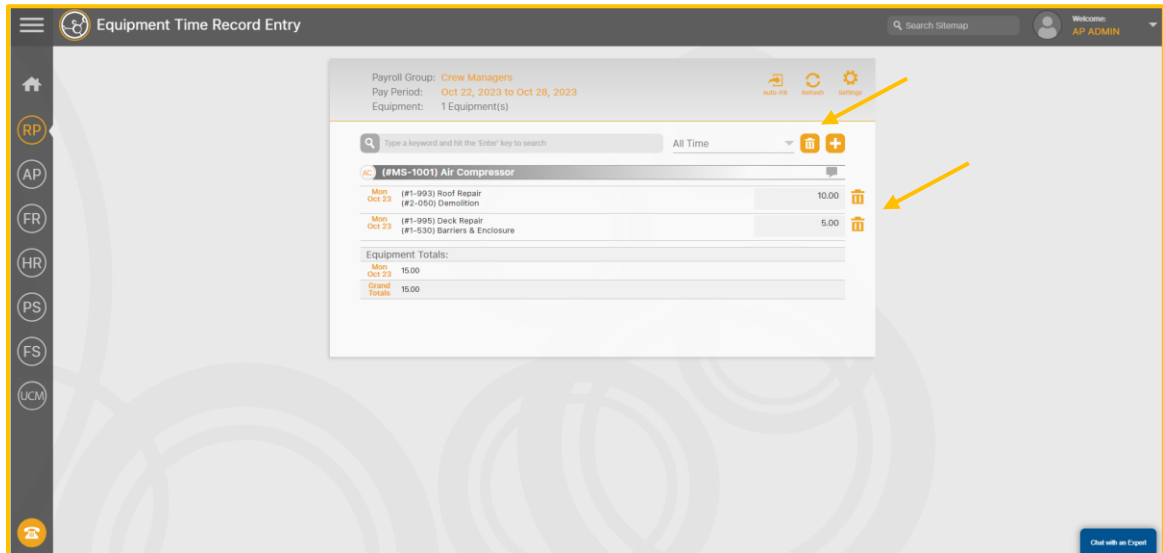 Equipment Time Record Entry
Search Sitemap
Welcome:
AP ADMIN
Payroll Group: Crew Managers
Pay Period: Oct 22, 2023 to Oct 28, 2023
Equipment: 1 Equipment(s)
Auto Fill Refresh Settings
Type a keyword and hit the 'Enter' key to search
All Time
AC (#MS-1001) Air Compressor
Mon Oct 23 (#1-993) Roof Repair 10.00
(#2-050) Demolition
Mon Oct 23 (#1-995) Deck Repair 5.00
(#1-530) Barriers & Enclosure
Equipment Totals:
Mon Oct 23 15.00
Grand Totals 15.00
RP
AP
FR
HR
PS
FS
UCM
Chat with an Expert